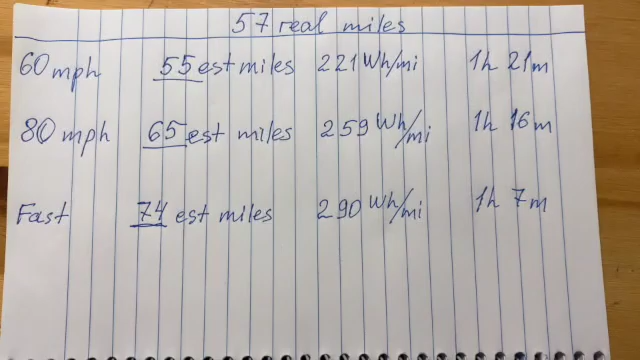 57 real miles
60 mph 55 est miles 221 Wh/mi 1h 21m
80 mph 65 est miles 259 Wh/mi 1h 16m
Fast 74 est miles 290 Wh/mi 1h 7m